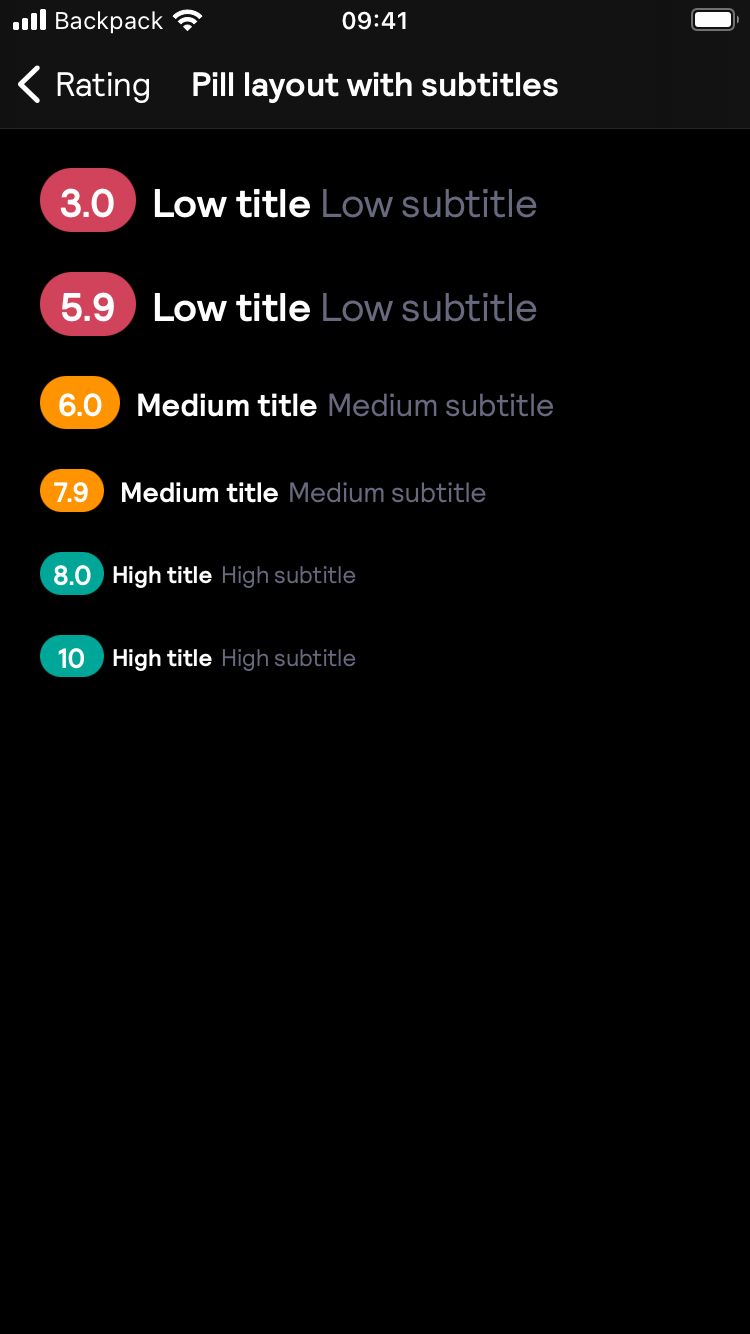 Backpack 09:41
Rating Pill layout with subtitles
3.0 Low title Low subtitle
5.9 Low title Low subtitle
6.0 Medium title Medium subtitle
7.9 Medium title Medium subtitle
8.0 High title High subtitle
10 High title High subtitle